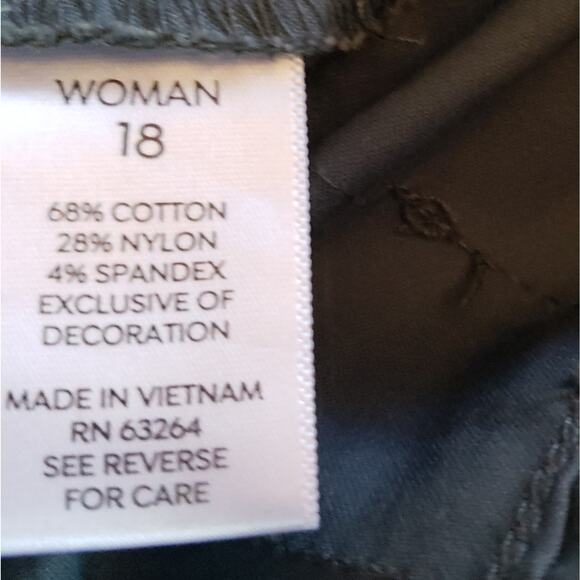 WOMAN
18
68% COTTON
28% NYLON
4% SPANDEX
EXCLUSIVE OF
DECORATION
MADE IN VIETNAM
RN 63264
SEE REVERSE
FOR CARE